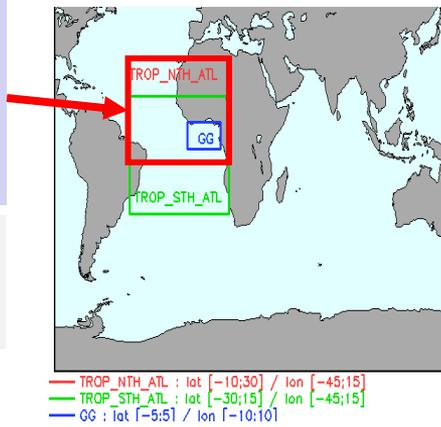 TROP_NTH_ATL
GG
TROP_STH_ATL
TROP_NTH_ATL : lat [-10;30] / lon [-45;15]
TROP_STH_ATL : lat [-30;15] / lon [-45;15]
GG : lat [-5:5] / lon [-10:10]